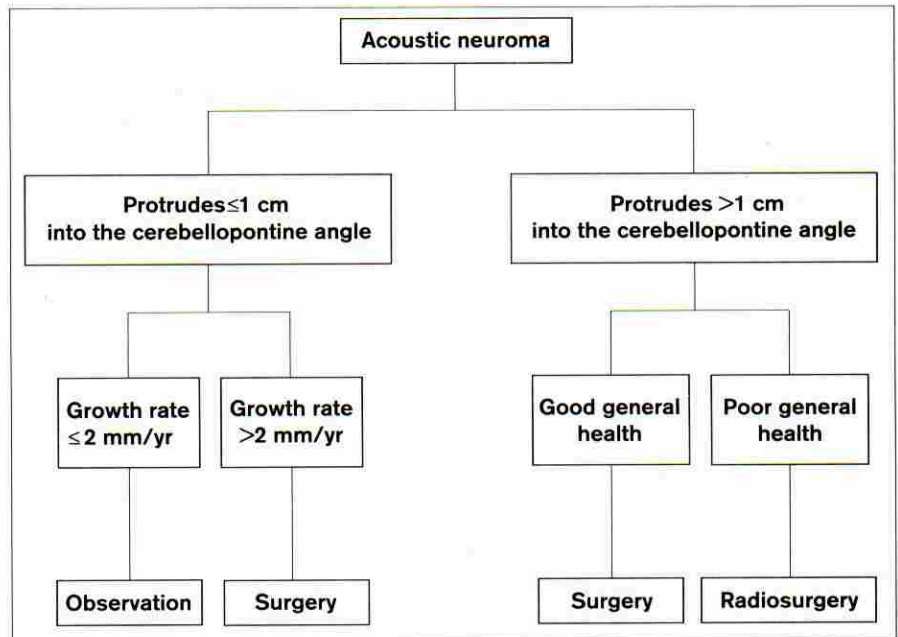 Acoustic neuroma
Protrudes≤1 cm
into the cerebellopontine angle
Protrudes >1 cm
into the cerebellopontine angle
Growth rate
≤2 mm/yr
Growth rate
>2 mm/yr
Good general
health
Poor general
health
Observation
Surgery
Surgery
Radiosurgery